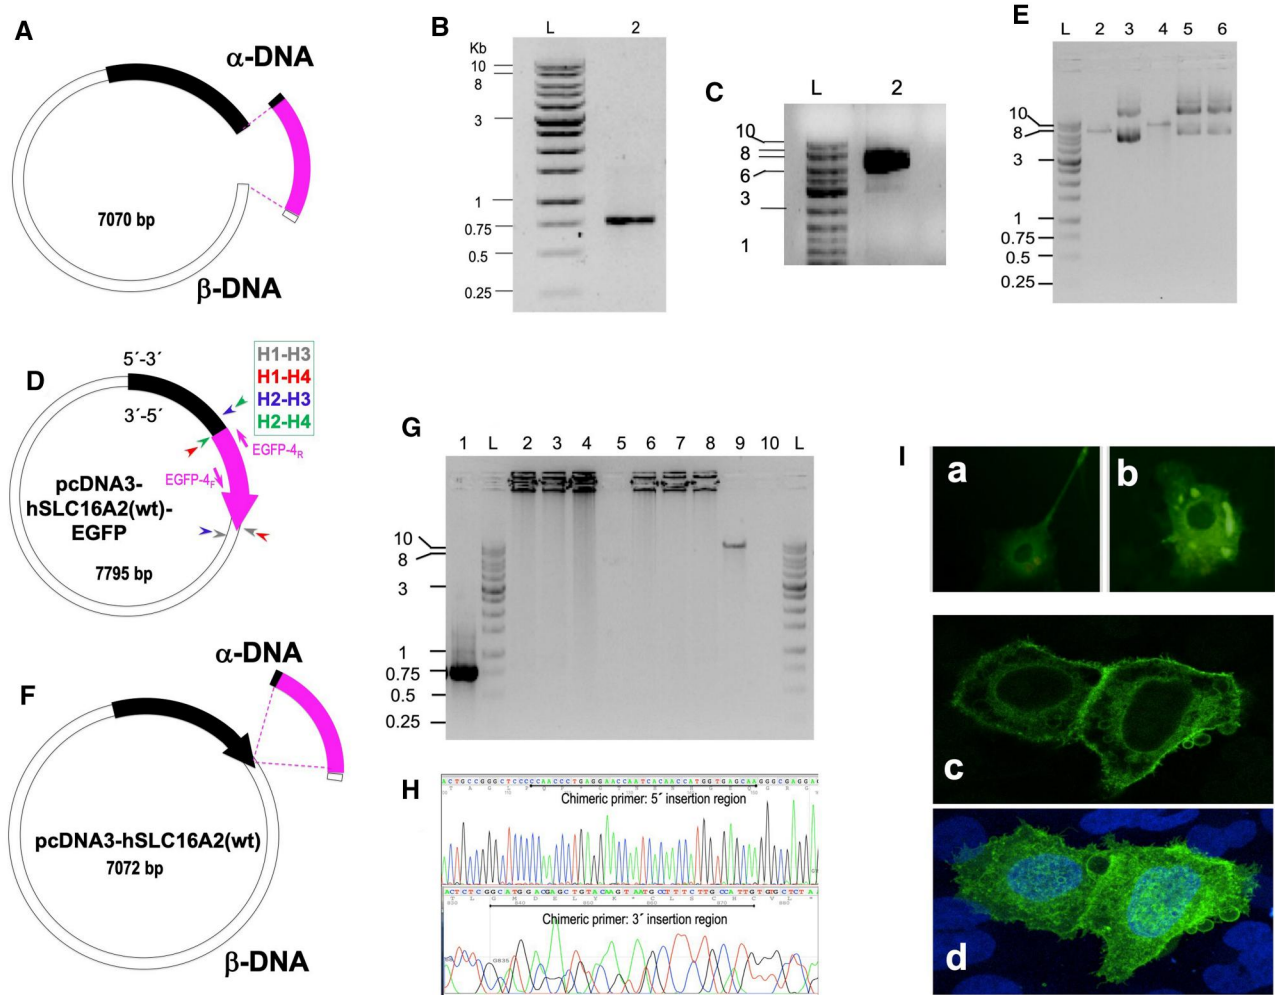 A
α-DNA
7070 bp
β-DNA
B
L 2
Kb
10
8
3
1
0.75
0.5
0.25
C
L 2
10
8
6
3
1
E
L 2 3 4 5 6
10
8
3
1
0.75
0.5
0.25
D
5´-3´
3´-5´
H1-H3
H1-H4
H2-H3
H2-H4
EGFP-4R
EGFP-4F
pcDNA3-
hSLC16A2(wt)-
EGFP
7795 bp
F
α-DNA
pcDNA3-hSLC16A2(wt)
7072 bp
β-DNA
G
1 L 2 3 4 5 6 7 8 9 10 L
10
8
3
1
0.75
0.5
0.25
H
Chimeric primer: 5´ insertion region
Chimeric primer: 3´ insertion region
I
a
b
c
d